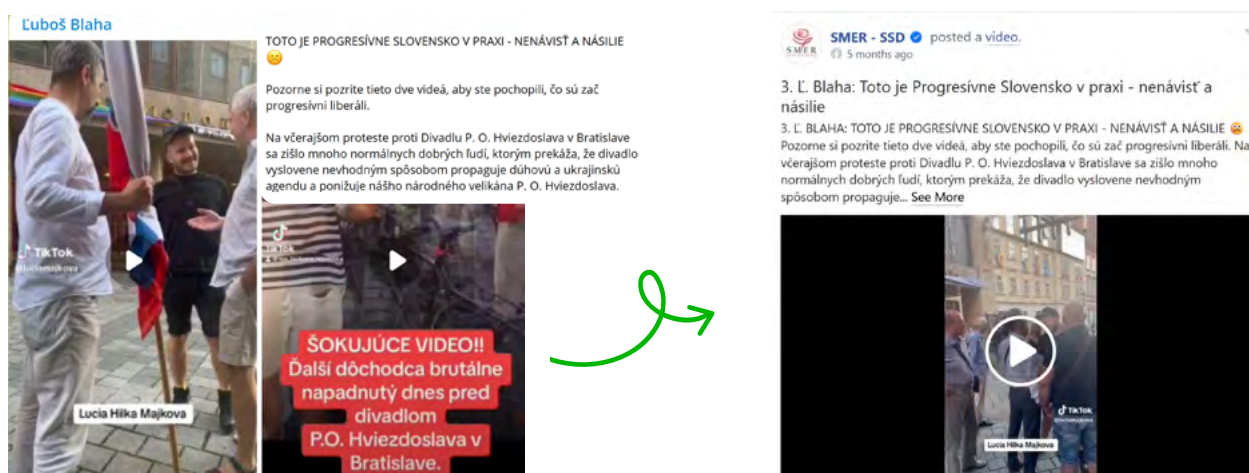 Ľuboš Blaha
TOTO JE PROGRESÍVNE SLOVENSKO V PRAXI - NENÁVISŤ A NÁSILIE
Pozorne si pozrite tieto dve videá, aby ste pochopili, čo sú zač
progresívni liberáli.
Na včerajšom proteste proti Divadlu P. O. Hviezdoslava v Bratislave
sa zišlo mnoho normálnych dobrých ľudí, ktorým prekáža, že divadlo
vyslovene nevhodným spôsobom propaguje dúhovú a ukrajinskú
agendu a ponižuje nášho národného velikána P. O. Hviezdoslava.
TikTok
Lucia Hilka Majkova
TikTok
ŠOKUJÚCE VIDEO!!
Ďalší dôchodca brutálne
napadnutý dnes pred
divadlom
P.O. Hviezdoslava v
Bratislave.
SMER
SMER - SSD posted a video.
5 months ago
3. Ľ. Blaha: Toto je Progresívne Slovensko v praxi - nenávisť a
násilie
3. Ľ. BLAHA: TOTO JE PROGRESÍVNE SLOVENSKO V PRAXI - NENÁVISŤ A NÁSILIE
Pozorne si pozrite tieto dve videá, aby ste pochopili, čo sú zač progresívni liberáli. Na
včerajšom proteste proti Divadlu P. O. Hviezdoslava v Bratislave sa zišlo mnoho
normálnych dobrých ľudí, ktorým prekáža, že divadlo vyslovene nevhodným
spôsobom propaguje... See More
TikTok
Lucia Hilka Majkova